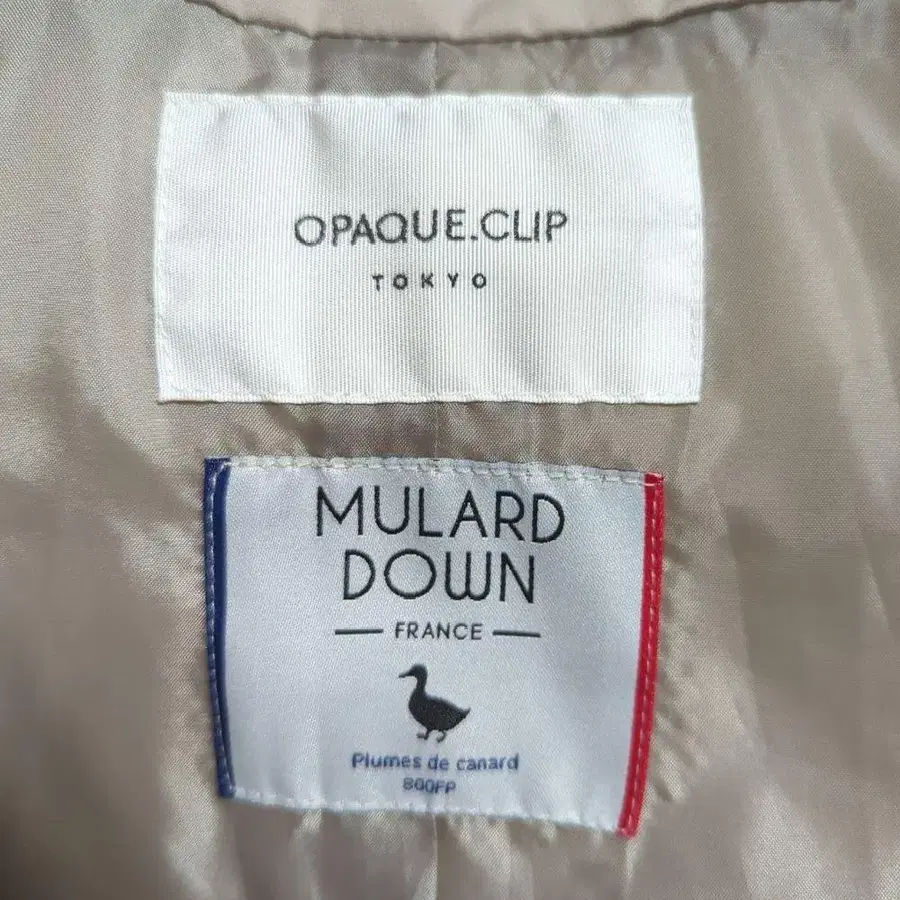 OPAQUE.CLIP
TOKYO
MULARD
DOWN
FRANCE
Plumes de canard
800FP